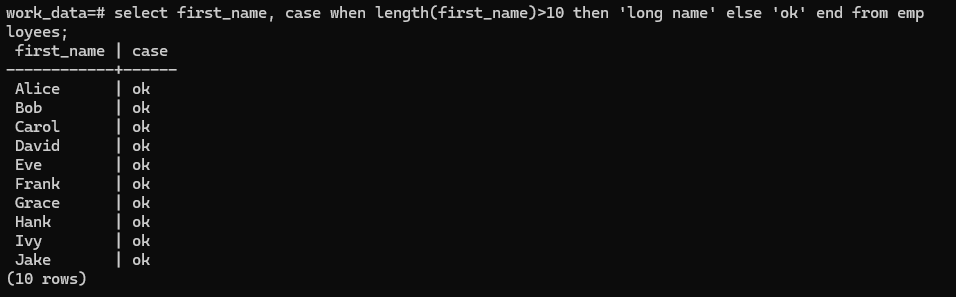 work_data=# select first_name, case when length(first_name)>10 then 'long name' else 'ok' end from emp
loyees;
 first_name | case
------------+------
 Alice      | ok
 Bob        | ok
 Carol      | ok
 David      | ok
 Eve        | ok
 Frank      | ok
 Grace      | ok
 Hank       | ok
 Ivy        | ok
 Jake       | ok
(10 rows)